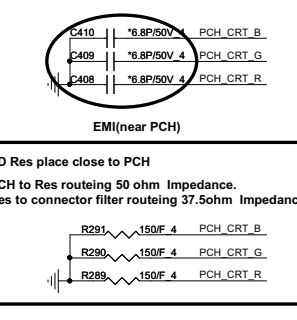 C410 *6.8P/50V_4 PCH_CRT_B
C409 *6.8P/50V_4 PCH_CRT_G
C408 *6.8P/50V_4 PCH_CRT_R
EMI(near PCH)
D Res place close to PCH
CH to Res routeing 50 ohm Impedance.
es to connector filter routeing 37.5ohm Impedanc
R291 150/F_4 PCH_CRT_B
R290 150/F_4 PCH_CRT_G
R289 150/F_4 PCH_CRT_R